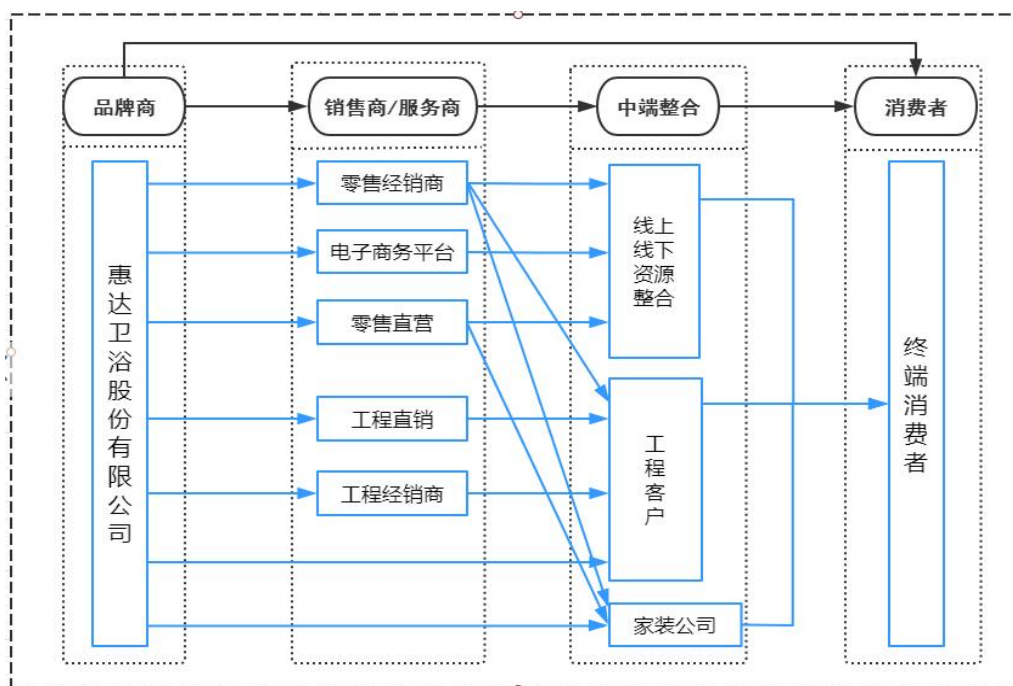 品牌商
销售商/服务商
中端整合
消费者
惠达卫浴股份有限公司
零售经销商
电子商务平台
零售直营
工程直销
工程经销商
线上
线下
资源
整合
工程客户
家装公司
终端消费者